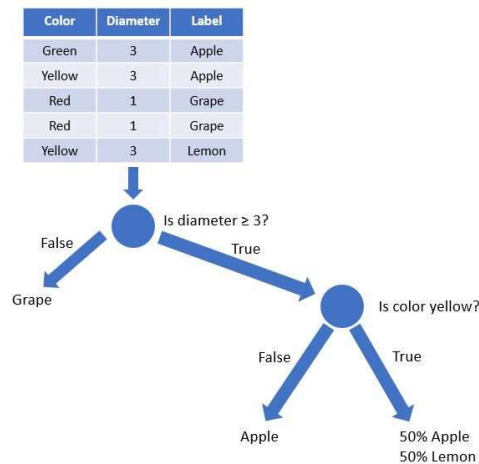 Color Diameter Label
Green 3 Apple
Yellow 3 Apple
Red 1 Grape
Red 1 Grape
Yellow 3 Lemon
Is diameter ≥ 3?
False
True
Grape
Is color yellow?
False
True
Apple
50% Apple
50% Lemon